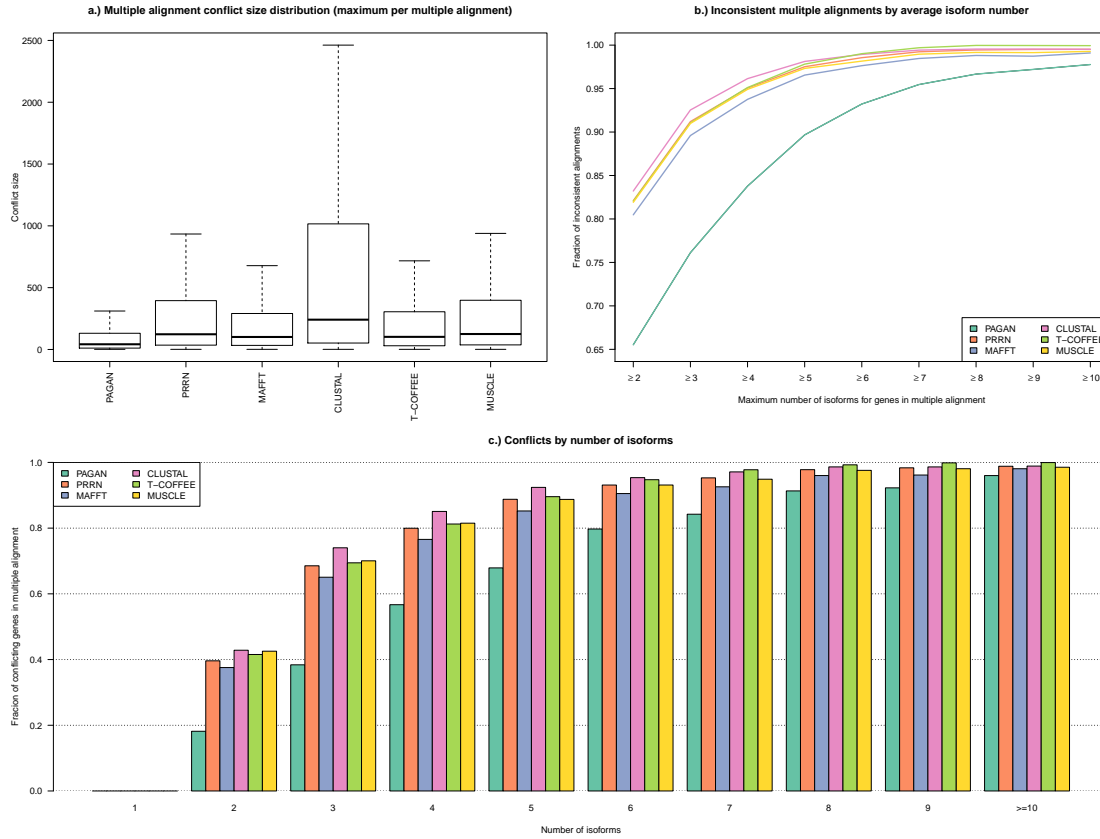 a.) Multiple alignment conflict size distribution (maximum per multiple alignment)
Conflict size
2500
2000
1500
1000
500
0
PAGAN
PRRN
MAFFT
CLUSTAL
T−COFFEE
MUSCLE
b.) Inconsistent mulitple alignments by average isoform number
Fraction of inconsistent alignments
1.00
0.95
0.90
0.85
0.80
0.75
0.70
0.65
PAGAN CLUSTAL
PRRN T−COFFEE
MAFFT MUSCLE
≥ 2 ≥ 3 ≥ 4 ≥ 5 ≥ 6 ≥ 7 ≥ 8 ≥ 9 ≥ 10
Maximum number of isoforms for genes in multiple alignment
c.) Conflicts by number of isoforms
Fracion of conflicting genes in multiple alignment
1.0
0.8
0.6
0.4
0.2
0.0
PAGAN CLUSTAL
PRRN T−COFFEE
MAFFT MUSCLE
1 2 3 4 5 6 7 8 9 >=10
Number of isoforms